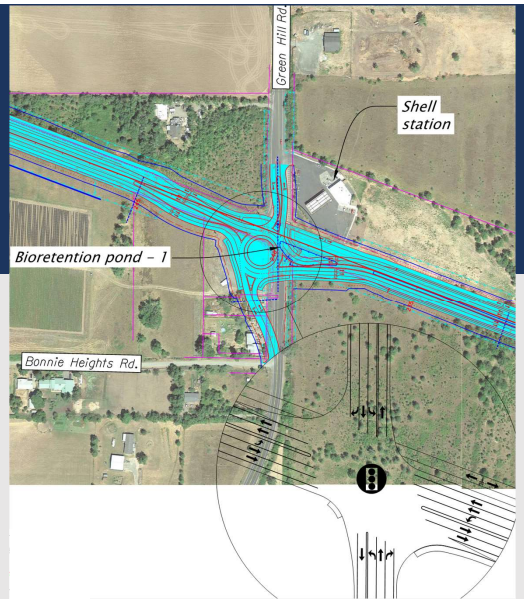 Green Hill Rd.
Shell
station
Bioretention pond - 1
Bonnie Heights Rd.